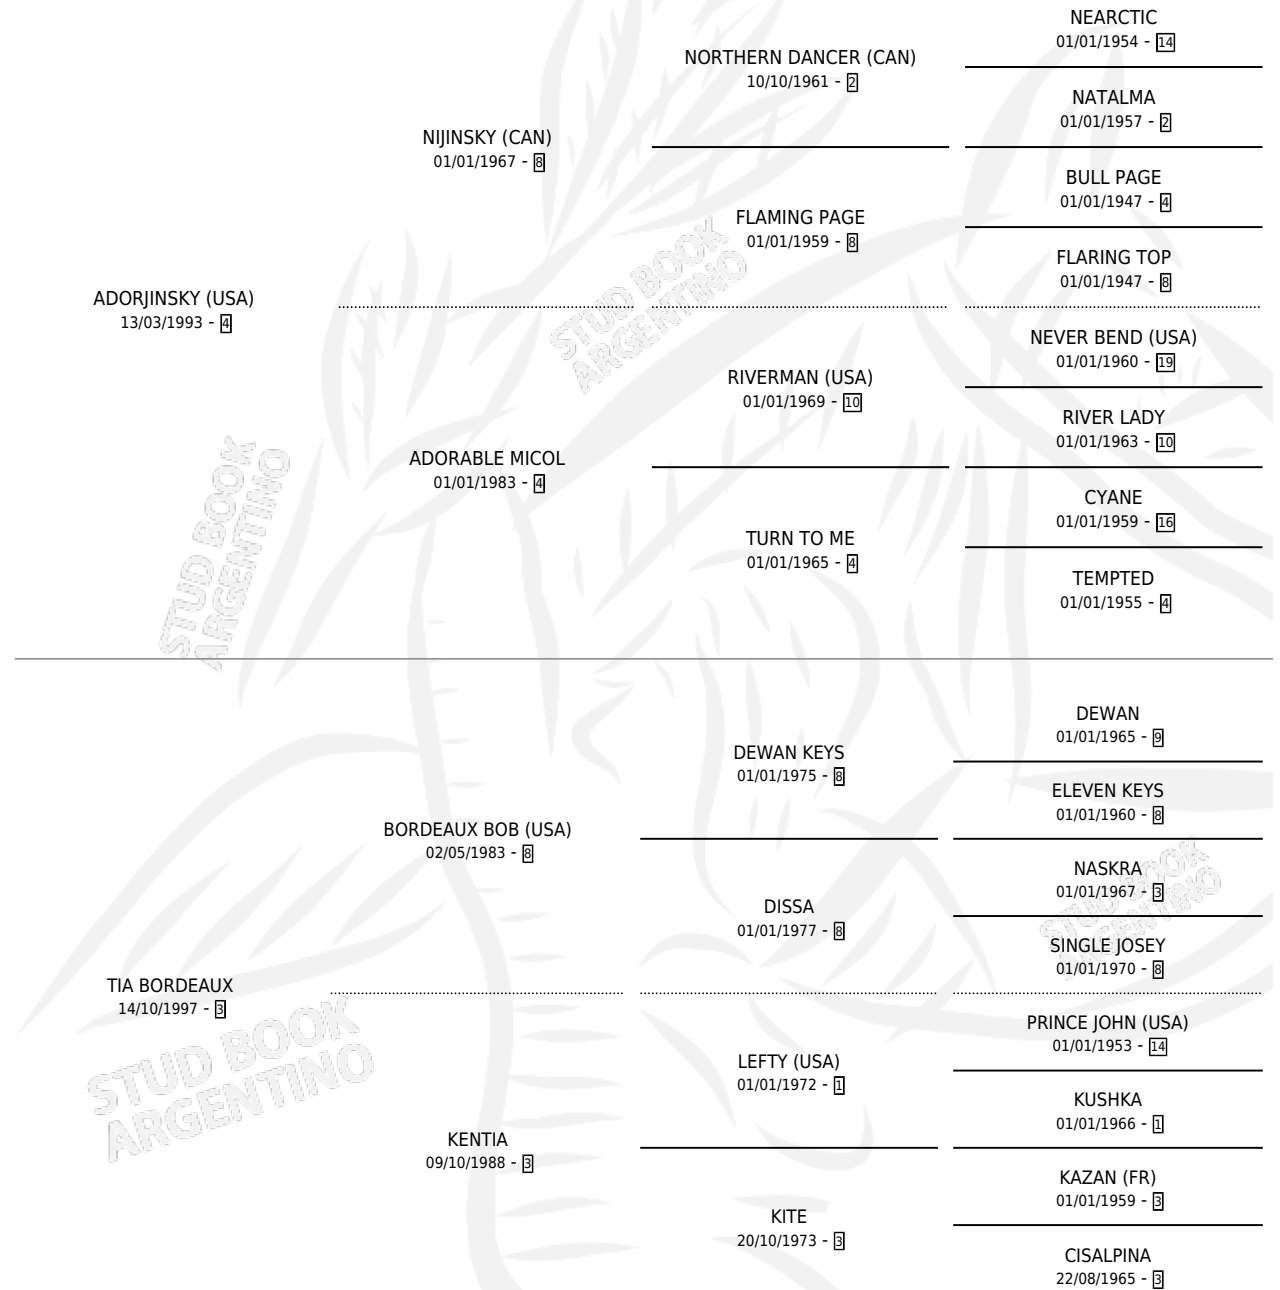 NEARCTIC
01/01/1954 - 14
NORTHERN DANCER (CAN)
10/10/1961 - 2
NATALMA
01/01/1957 - 2
NIJINSKY (CAN)
01/01/1967 - 8
BULL PAGE
01/01/1947 - 4
FLAMING PAGE
01/01/1959 - 8
FLARING TOP
01/01/1947 - 8
ADORJINSKY (USA)
13/03/1993 - 4
NEVER BEND (USA)
01/01/1960 - 19
RIVERMAN (USA)
01/01/1969 - 10
RIVER LADY
01/01/1963 - 10
ADORABLE MICOL
01/01/1983 - 4
CYANE
01/01/1959 - 16
TURN TO ME
01/01/1965 - 4
TEMPTED
01/01/1955 - 4
STUD BOOK
ARGENTINO
STUD BOOK
ARGENTINO
DEWAN
01/01/1965 - 9
DEWAN KEYS
01/01/1975 - 8
ELEVEN KEYS
01/01/1960 - 8
BORDEAUX BOB (USA)
02/05/1983 - 8
NASKRA
01/01/1967 - 3
DISSA
01/01/1977 - 8
SINGLE JOSEY
01/01/1970 - 8
TIA BORDEAUX
14/10/1997 - 3
PRINCE JOHN (USA)
01/01/1953 - 14
LEFTY (USA)
01/01/1972 - 1
KUSHKA
01/01/1966 - 1
KENTIA
09/10/1988 - 3
KAZAN (FR)
01/01/1959 - 3
KITE
20/10/1973 - 3
CISALPINA
22/08/1965 - 3
STUD BOOK
ARGENTINO
STUD BOOK
ARGENTINO